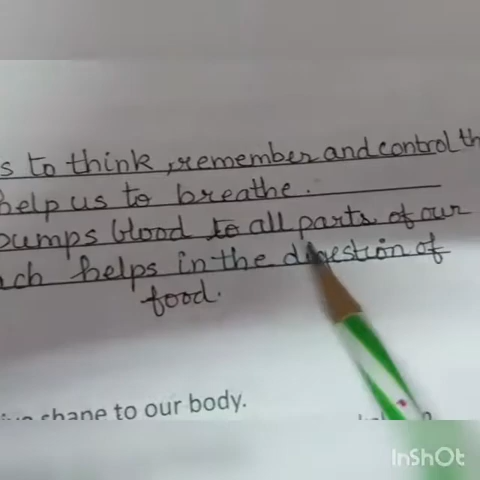 s to think, remember and control th
help us to breathe.
pumps blood to all parts of our
ach helps in the digestion of
food.
shape to our body.
InShOt